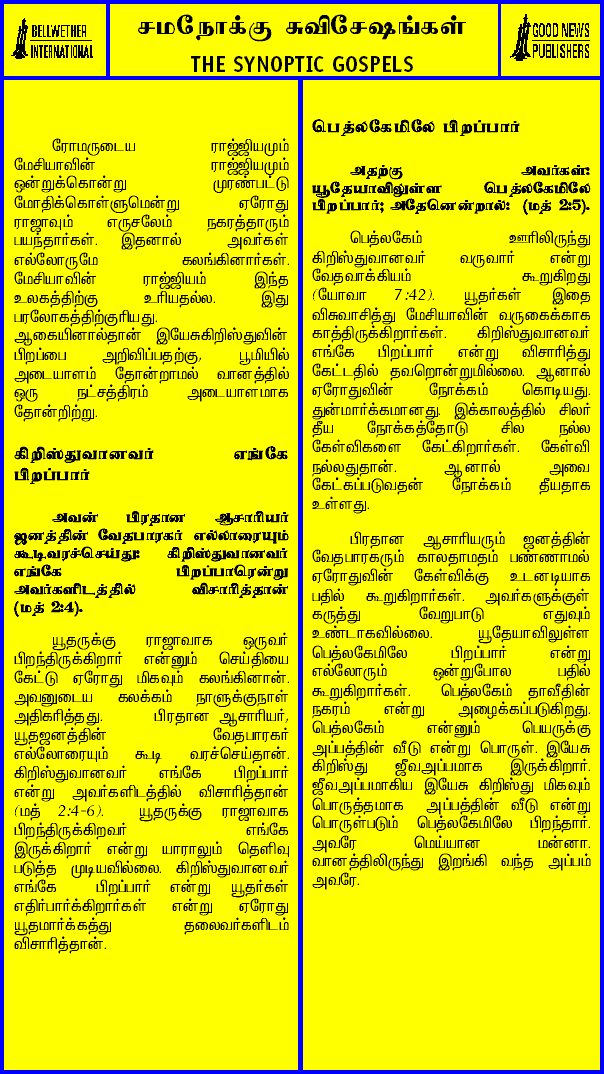 BELLWETHER
INTERNATIONAL
சமநோக்கு சுவிசேஷங்கள்
THE SYNOPTIC GOSPELS
GOOD NEWS
PUBLISHERS
ரோமருடைய ராஜ்ஜியமும்
மேசியாவின் ராஜ்ஜியமும்
ஒன்றுக்கொன்று முரண்பட்டு
மோதிக்கொள்ளுமென்று ஏரோது
ராஜாவும் எருசலேம் நகரத்தாரும்
பயந்தார்கள். இதனால் அவர்கள்
எல்லோருமே கலங்கினார்கள்.
மேசியாவின் ராஜ்ஜியம் இந்த
உலகத்திற்கு உரியதல்ல. இது
பரலோகத்திற்குரியது.
ஆகையினால்தான் இயேசுகிறிஸ்துவின்
பிறப்பை அறிவிப்பதற்கு, பூமியில்
அடையாளம் தோன்றாமல் வானத்தில்
ஒரு நட்சத்திரம் அடையாளமாக
தோன்றிற்று.
கிறிஸ்துவானவர் எங்கே
பிறப்பார்
அவன் பிரதான ஆசாரியர்
ஜனத்தின் வேதபாரகர் எல்லாரையும்
கூடிவரச்செய்து: கிறிஸ்துவானவர்
எங்கே பிறப்பாரென்று
அவர்களிடத்தில் விசாரித்தான்
(மத் 2:4).
யூதருக்கு ராஜாவாக ஒருவர்
பிறந்திருக்கிறார் என்னும் செய்தியை
கேட்டு ஏரோது மிகவும் கலங்கினான்.
அவனுடைய கலக்கம் நாளுக்குநாள்
அதிகரித்தது. பிரதான ஆசாரியர்,
யூதஜனத்தின் வேதபாரகர்
எல்லோரையும் கூடி வரச்செய்தான்.
கிறிஸ்துவானவர் எங்கே பிறப்பார்
என்று அவர்களிடத்தில் விசாரித்தான்
(மத் 2:4-6). யூதருக்கு ராஜாவாக
பிறந்திருக்கிறவர் எங்கே
இருக்கிறார் என்று யாராலும் தெளிவு
படுத்த முடியவில்லை. கிறிஸ்துவானவர்
எங்கே பிறப்பார் என்று யூதர்கள்
எதிர்பார்க்கிறார்கள் என்று ஏரோது
யூதமார்க்கத்து தலைவர்களிடம்
விசாரித்தான்.
பெத்லகேமிலே பிறப்பார்
அதற்கு அவர்கள்:
யூதேயாவிலுள்ள பெத்லகேமிலே
பிறப்பார்; அதேனென்றால்: (மத் 2:5).
பெத்லகேம் ஊரிலிருந்து
கிறிஸ்துவானவர் வருவார் என்று
வேதவாக்கியம் கூறுகிறது
(யோவா 7:42). யூதர்கள் இதை
விசுவாசித்து மேசியாவின் வருகைக்காக
காத்திருக்கிறார்கள். கிறிஸ்துவானவர்
எங்கே பிறப்பார் என்று விசாரித்து
கேட்டதில் தவறொன்றுமில்லை. ஆனால்
ஏரோதுவின் நோக்கம் கொடியது.
துன்மார்க்கமானது. இக்காலத்தில் சிலர்
தீய நோக்கத்தோடு சில நல்ல
கேள்விகளை கேட்கிறார்கள். கேள்வி
நல்லதுதான். ஆனால் அவை
கேட்கப்படுவதன் நோக்கம் தீயதாக
உள்ளது.
பிரதான ஆசாரியரும் ஜனத்தின்
வேதபாரகரும் காலதாமதம் பண்ணாமல்
ஏரோதுவின் கேள்விக்கு உடனடியாக
பதில் கூறுகிறார்கள். அவர்களுக்குள்
கருத்து வேறுபாடு எதுவும்
உண்டாகவில்லை. யூதேயாவிலுள்ள
பெத்லகேமிலே பிறப்பார் என்று
எல்லோரும் ஒன்றுபோல பதில்
கூறுகிறார்கள். பெத்லகேம் தாவீதின்
நகரம் என்று அழைக்கப்படுகிறது.
பெத்லகேம் என்னும் பெயருக்கு
அப்பத்தின் வீடு என்று பொருள். இயேசு
கிறிஸ்து ஜீவஅப்பமாக இருக்கிறார்.
ஜீவஅப்பமாகிய இயேசு கிறிஸ்து மிகவும்
பொருத்தமாக அப்பத்தின் வீடு என்று
பொருள்படும் பெத்லகேமிலே பிறந்தார்.
அவரே மெய்யான மன்னா.
வானத்திலிருந்து இறங்கி வந்த அப்பம்
அவரே.